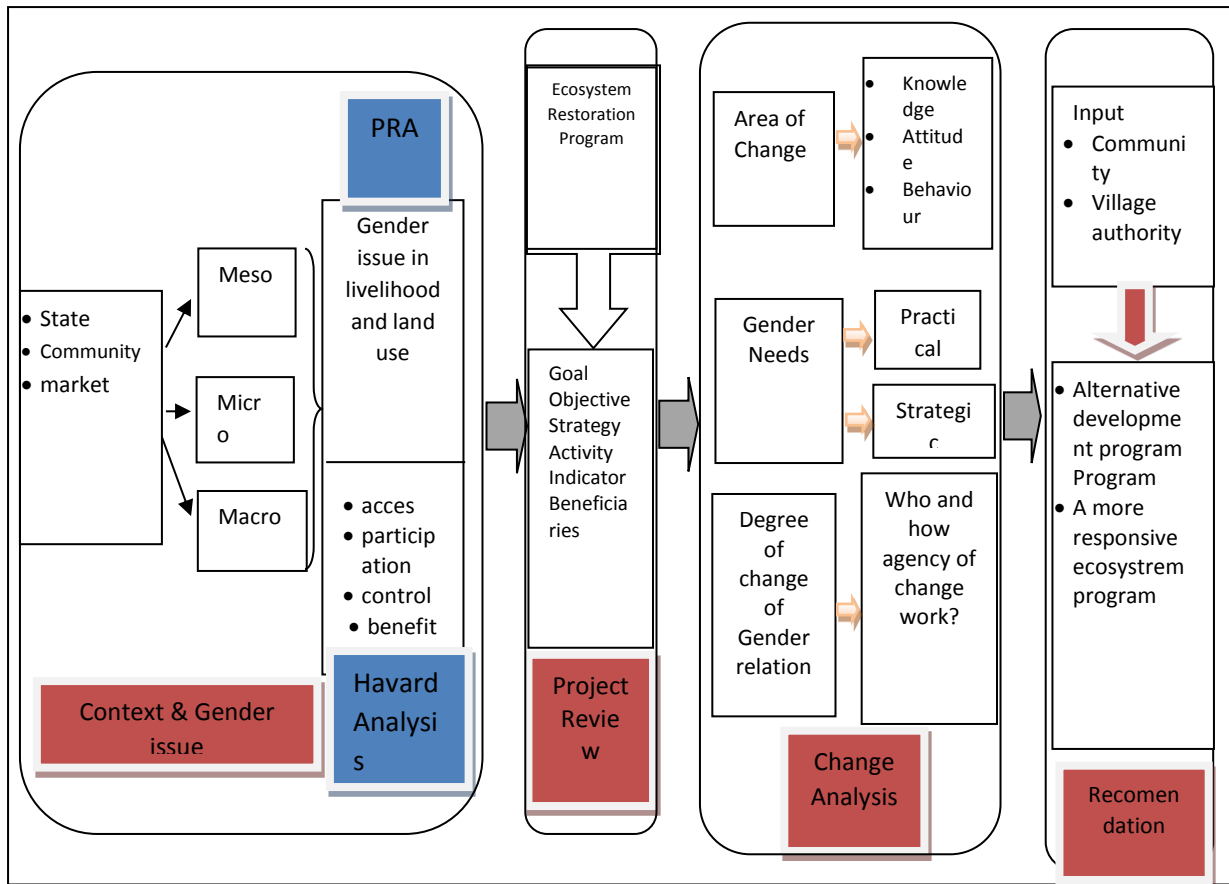 • State
• Community
• market
Meso
Micr
o
Macro
PRA
Gender
issue in
livelihood
and land
use
• acces
• particip
ation
• control
• benefit
Havard
Analysi
s
Context & Gender
issue
Ecosystem
Restoration
Program
Goal
Objective
Strategy
Activity
Indicator
Beneficia
ries
Project
Revie
w
Area of
Change
• Knowle
dge
• Attitud
e
• Behaviour
Gender
Needs
Practi
cal
Strategi
c
Degree
of
change
of
Gender
relation
Who and
how
agency of
change
work?
Change
Analysis
Input
• Communi
ty
• Village
authority
• Alternative
developme
nt program
Program
• A more
responsive
ecosystrem
program
Recomen
dation